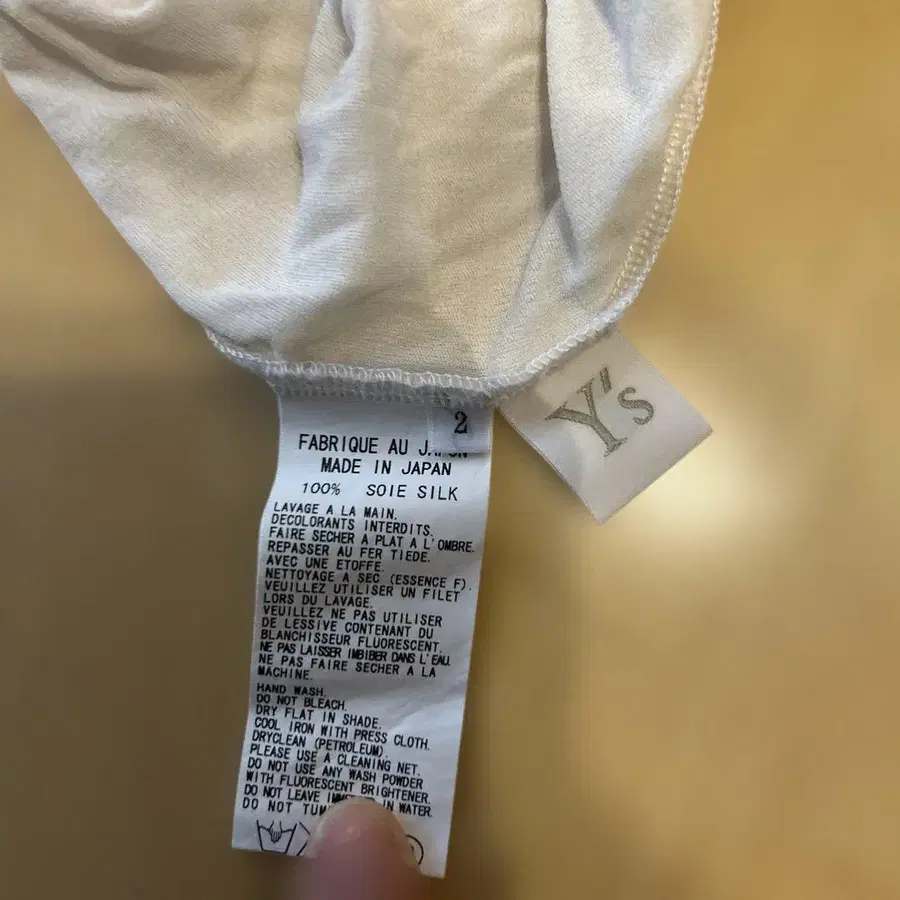 2
Y's
FABRIQUE AU
MADE IN JAPAN
100% SOIE SILK
LAVAGE A LA MAIN.
DECOLORANTS INTERDITS.
FAIRE SECHER A PLAT A L'OMBRE.
REPASSER AU FER TIEDE.
AVEC UNE ETOFFE.
NETTOYAGE A SEC (ESSENCE F).
VEUILLEZ UTILISER UN FILET
LORS DU LAVAGE.
VEUILLEZ NE PAS UTILISER
DE LESSIVE CONTENANT DU
BLANCHISSEUR FLUORESCENT.
NE PAS LAISSER IMBIBER DANS L'EAU.
NE PAS FAIRE SECHER A LA
MACHINE.
HAND WASH.
DO NOT BLEACH.
DRY FLAT IN SHADE.
COOL IRON WITH PRESS CLOTH.
DRYCLEAN (PETROLEUM).
PLEASE USE A CLEANING NET.
DO NOT USE ANY WASH POWDER
WITH FLUORESCENT BRIGHTENER.
DO NOT LEAVE IN WATER.
DO NOT